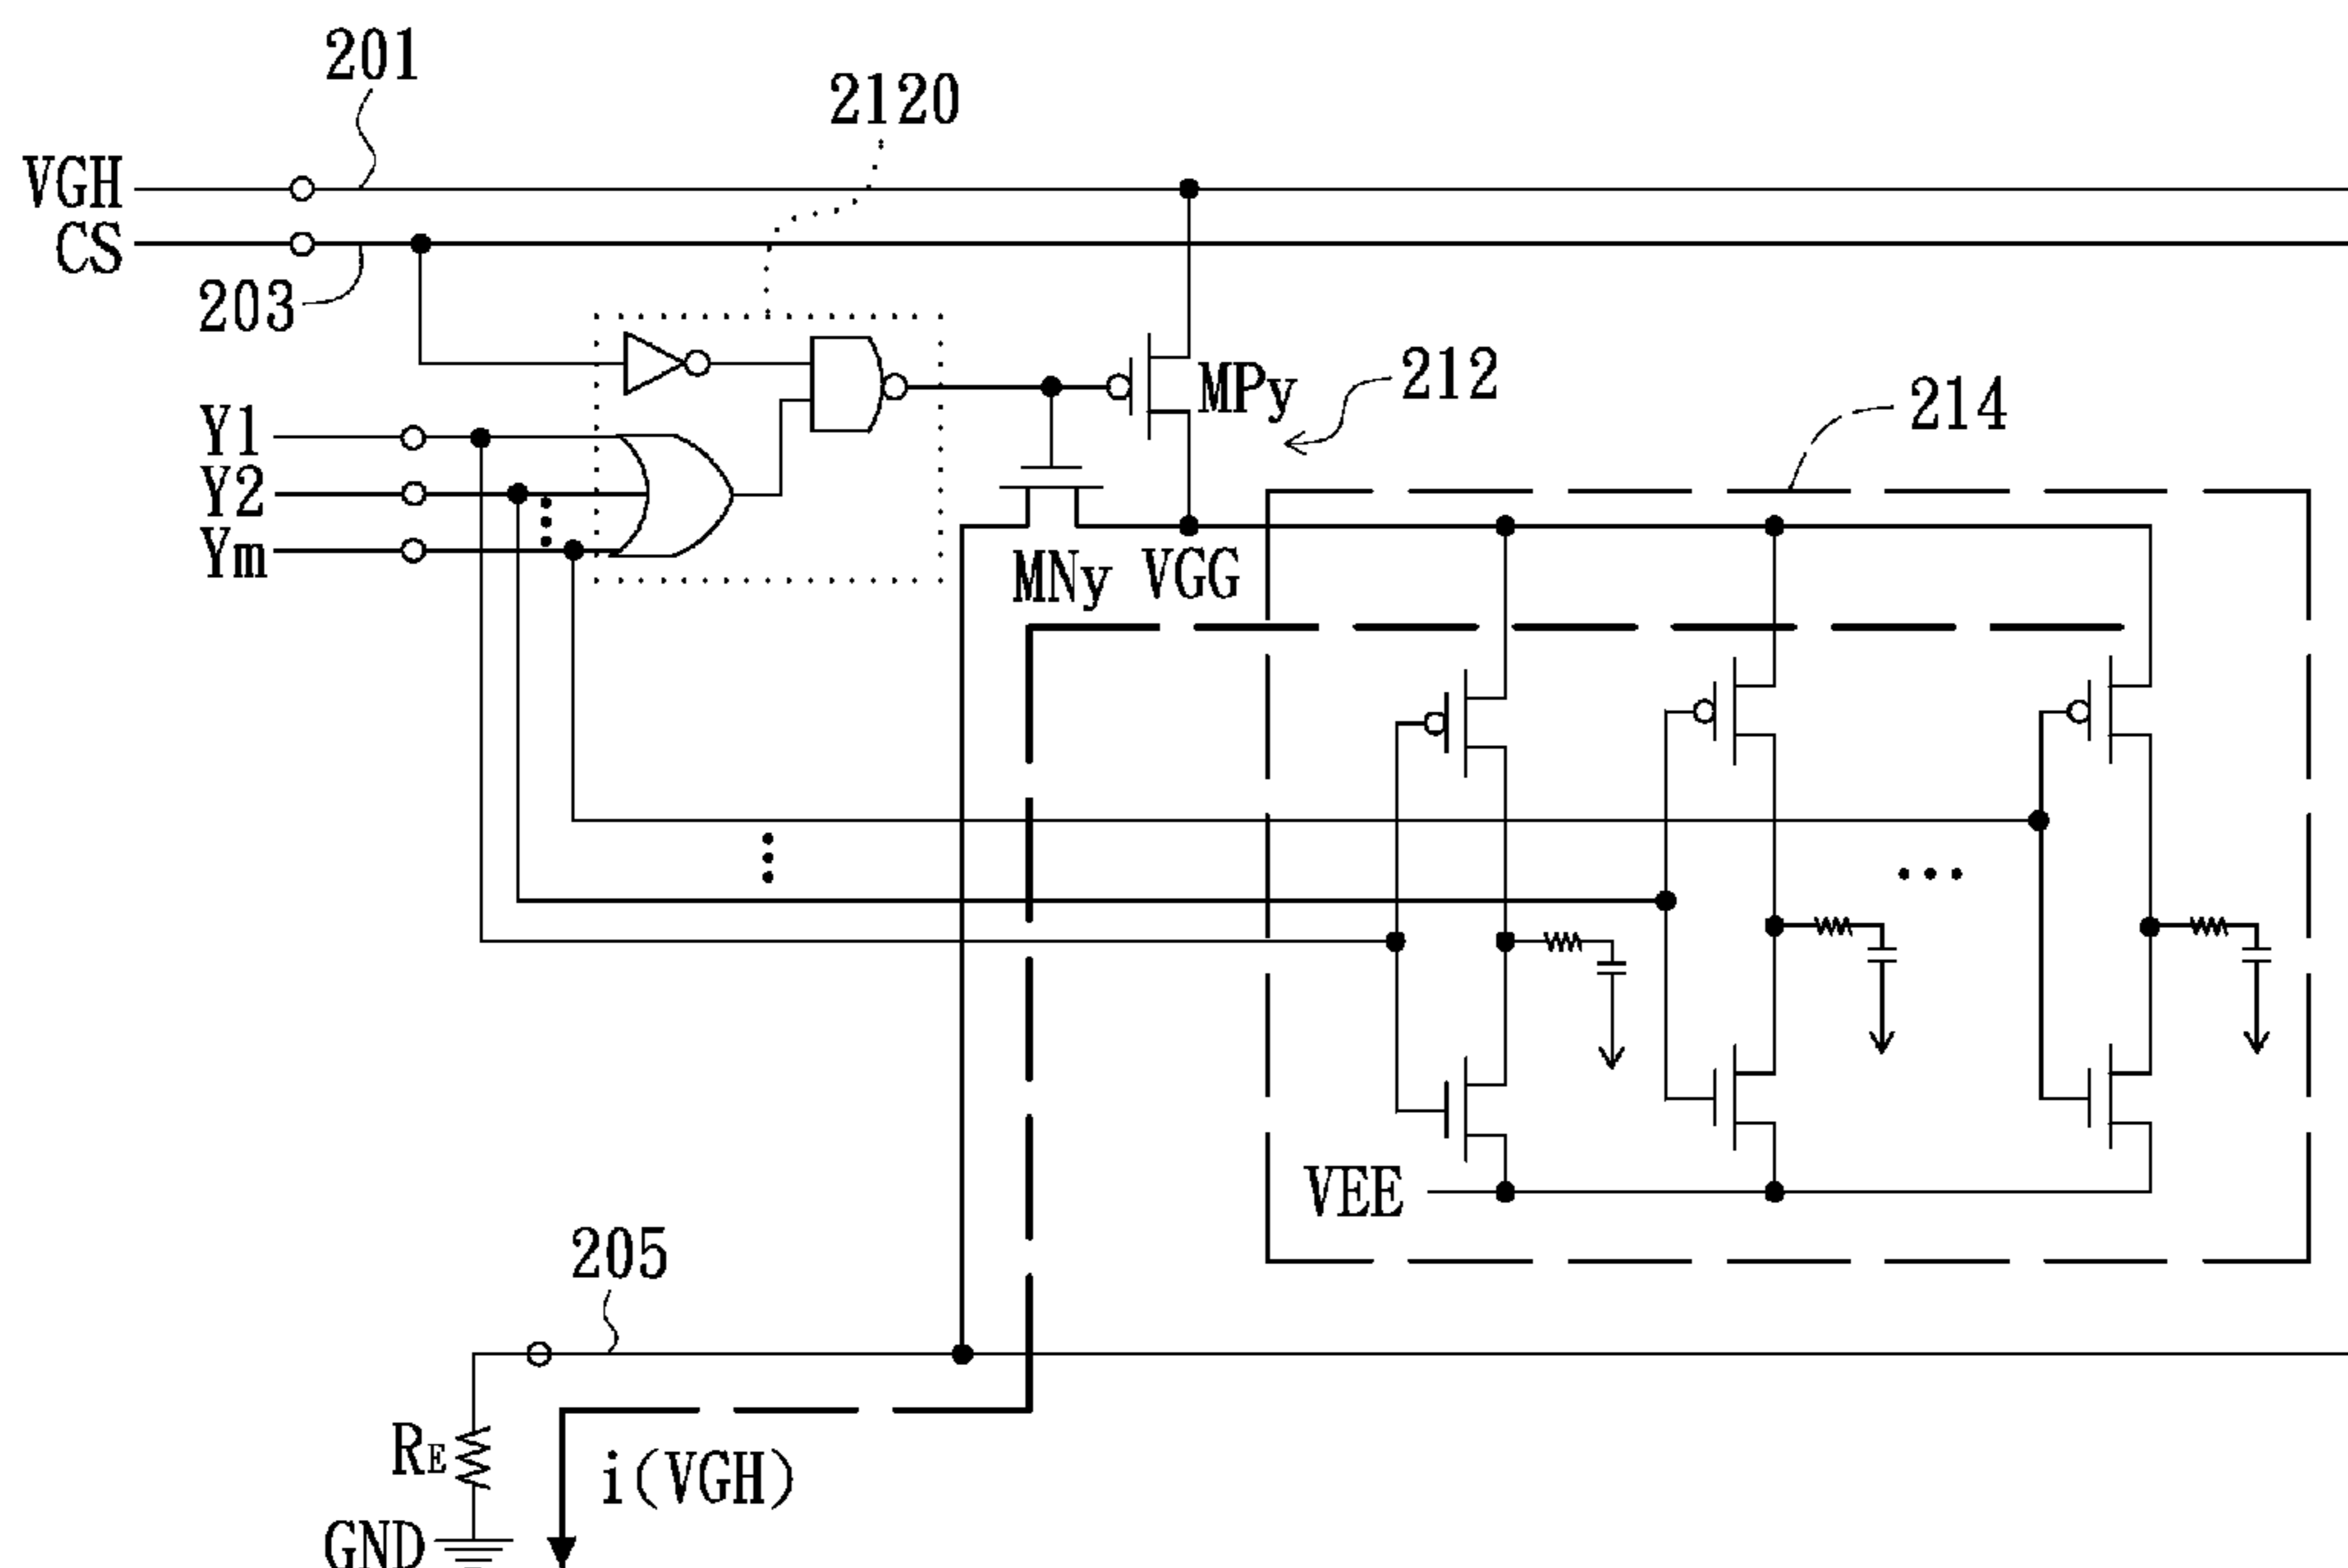 201
2120
VGH
CS
203
MPy
212
214
Y1
Y2
Ym
MNy
VGG
VEE
205
RE
i(VGH)
GND